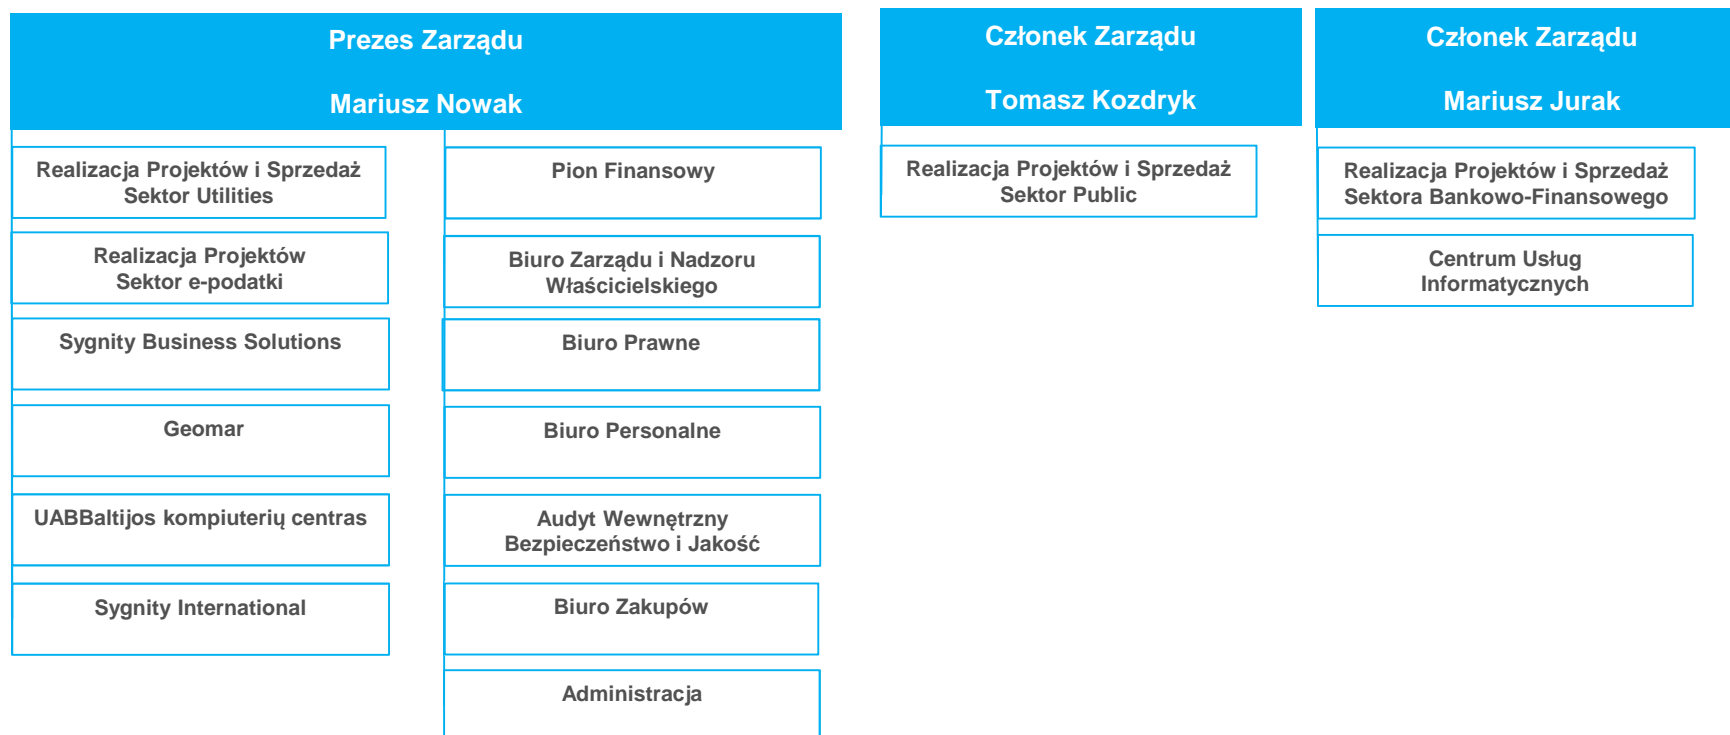 Prezes Zarządu
Mariusz Nowak
Realizacja Projektów i Sprzedaż
Sektor Utilities
Realizacja Projektów
Sektor e-podatki
Sygnity Business Solutions
Geomar
UABBaltijos kompiuterių centras
Sygnity International
Pion Finansowy
Biuro Zarządu i Nadzoru
Właścicielskiego
Biuro Prawne
Biuro Personalne
Audyt Wewnętrzny
Bezpieczeństwo i Jakość
Biuro Zakupów
Administracja
Członek Zarządu
Tomasz Kozdryk
Realizacja Projektów i Sprzedaż
Sektor Public
Członek Zarządu
Mariusz Jurak
Realizacja Projektów i Sprzedaż
Sektora Bankowo-Finansowego
Centrum Usług
Informatycznych